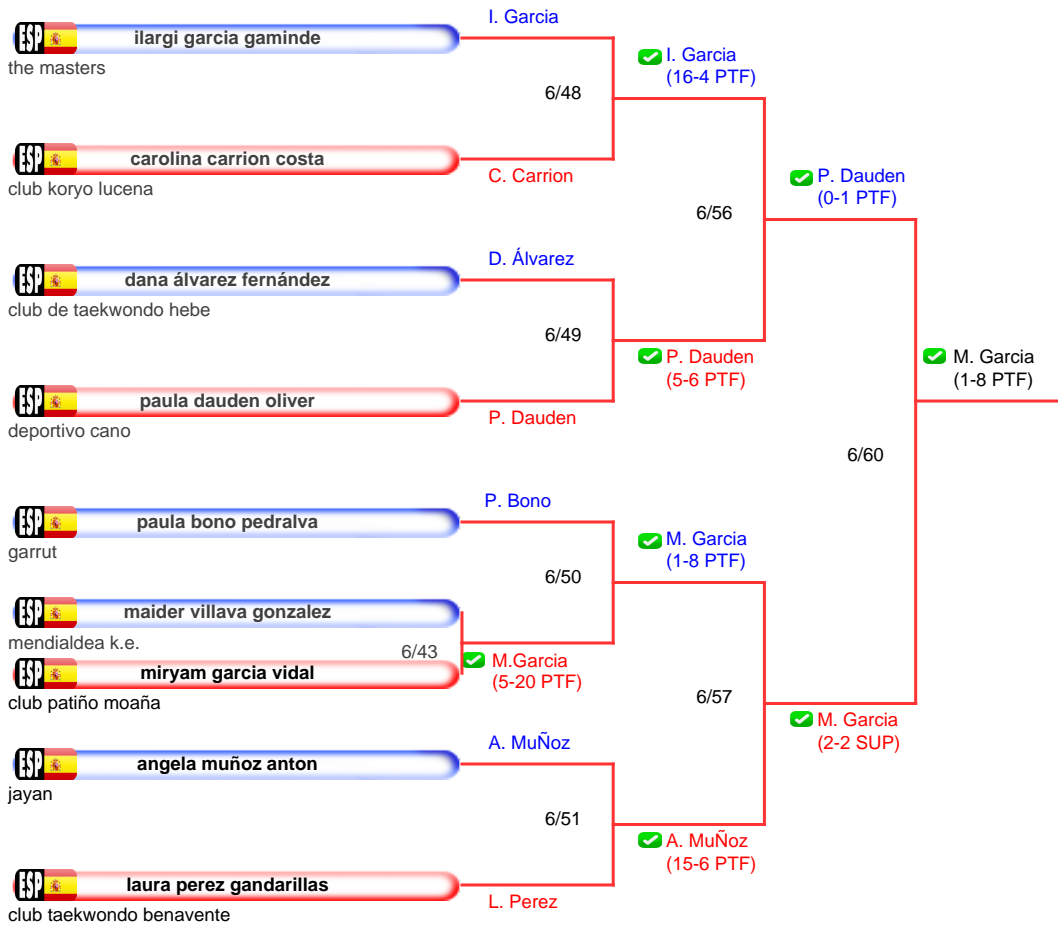 I. Garcia
ESP ilargi garcia gaminde
the masters
I. Garcia
(16-4 PTF)
6/48
ESP carolina carrion costa
club koryo lucena
C. Carrion
P. Dauden
(0-1 PTF)
6/56
D. Álvarez
ESP dana álvarez fernández
club de taekwondo hebe
6/49
P. Dauden
(5-6 PTF)
M. Garcia
(1-8 PTF)
ESP paula dauden oliver
deportivo cano
P. Dauden
6/60
P. Bono
ESP paula bono pedralva
garrut
M. Garcia
(1-8 PTF)
6/50
ESP maider villava gonzalez
mendialdea k.e.
6/43
ESP miryam garcia vidal
club patiño moaña
M.Garcia
(5-20 PTF)
6/57
M. Garcia
(2-2 SUP)
A. MuÑoz
ESP angela muñoz anton
jayan
6/51
A. MuÑoz
(15-6 PTF)
ESP laura perez gandarillas
club taekwondo benavente
L. Perez